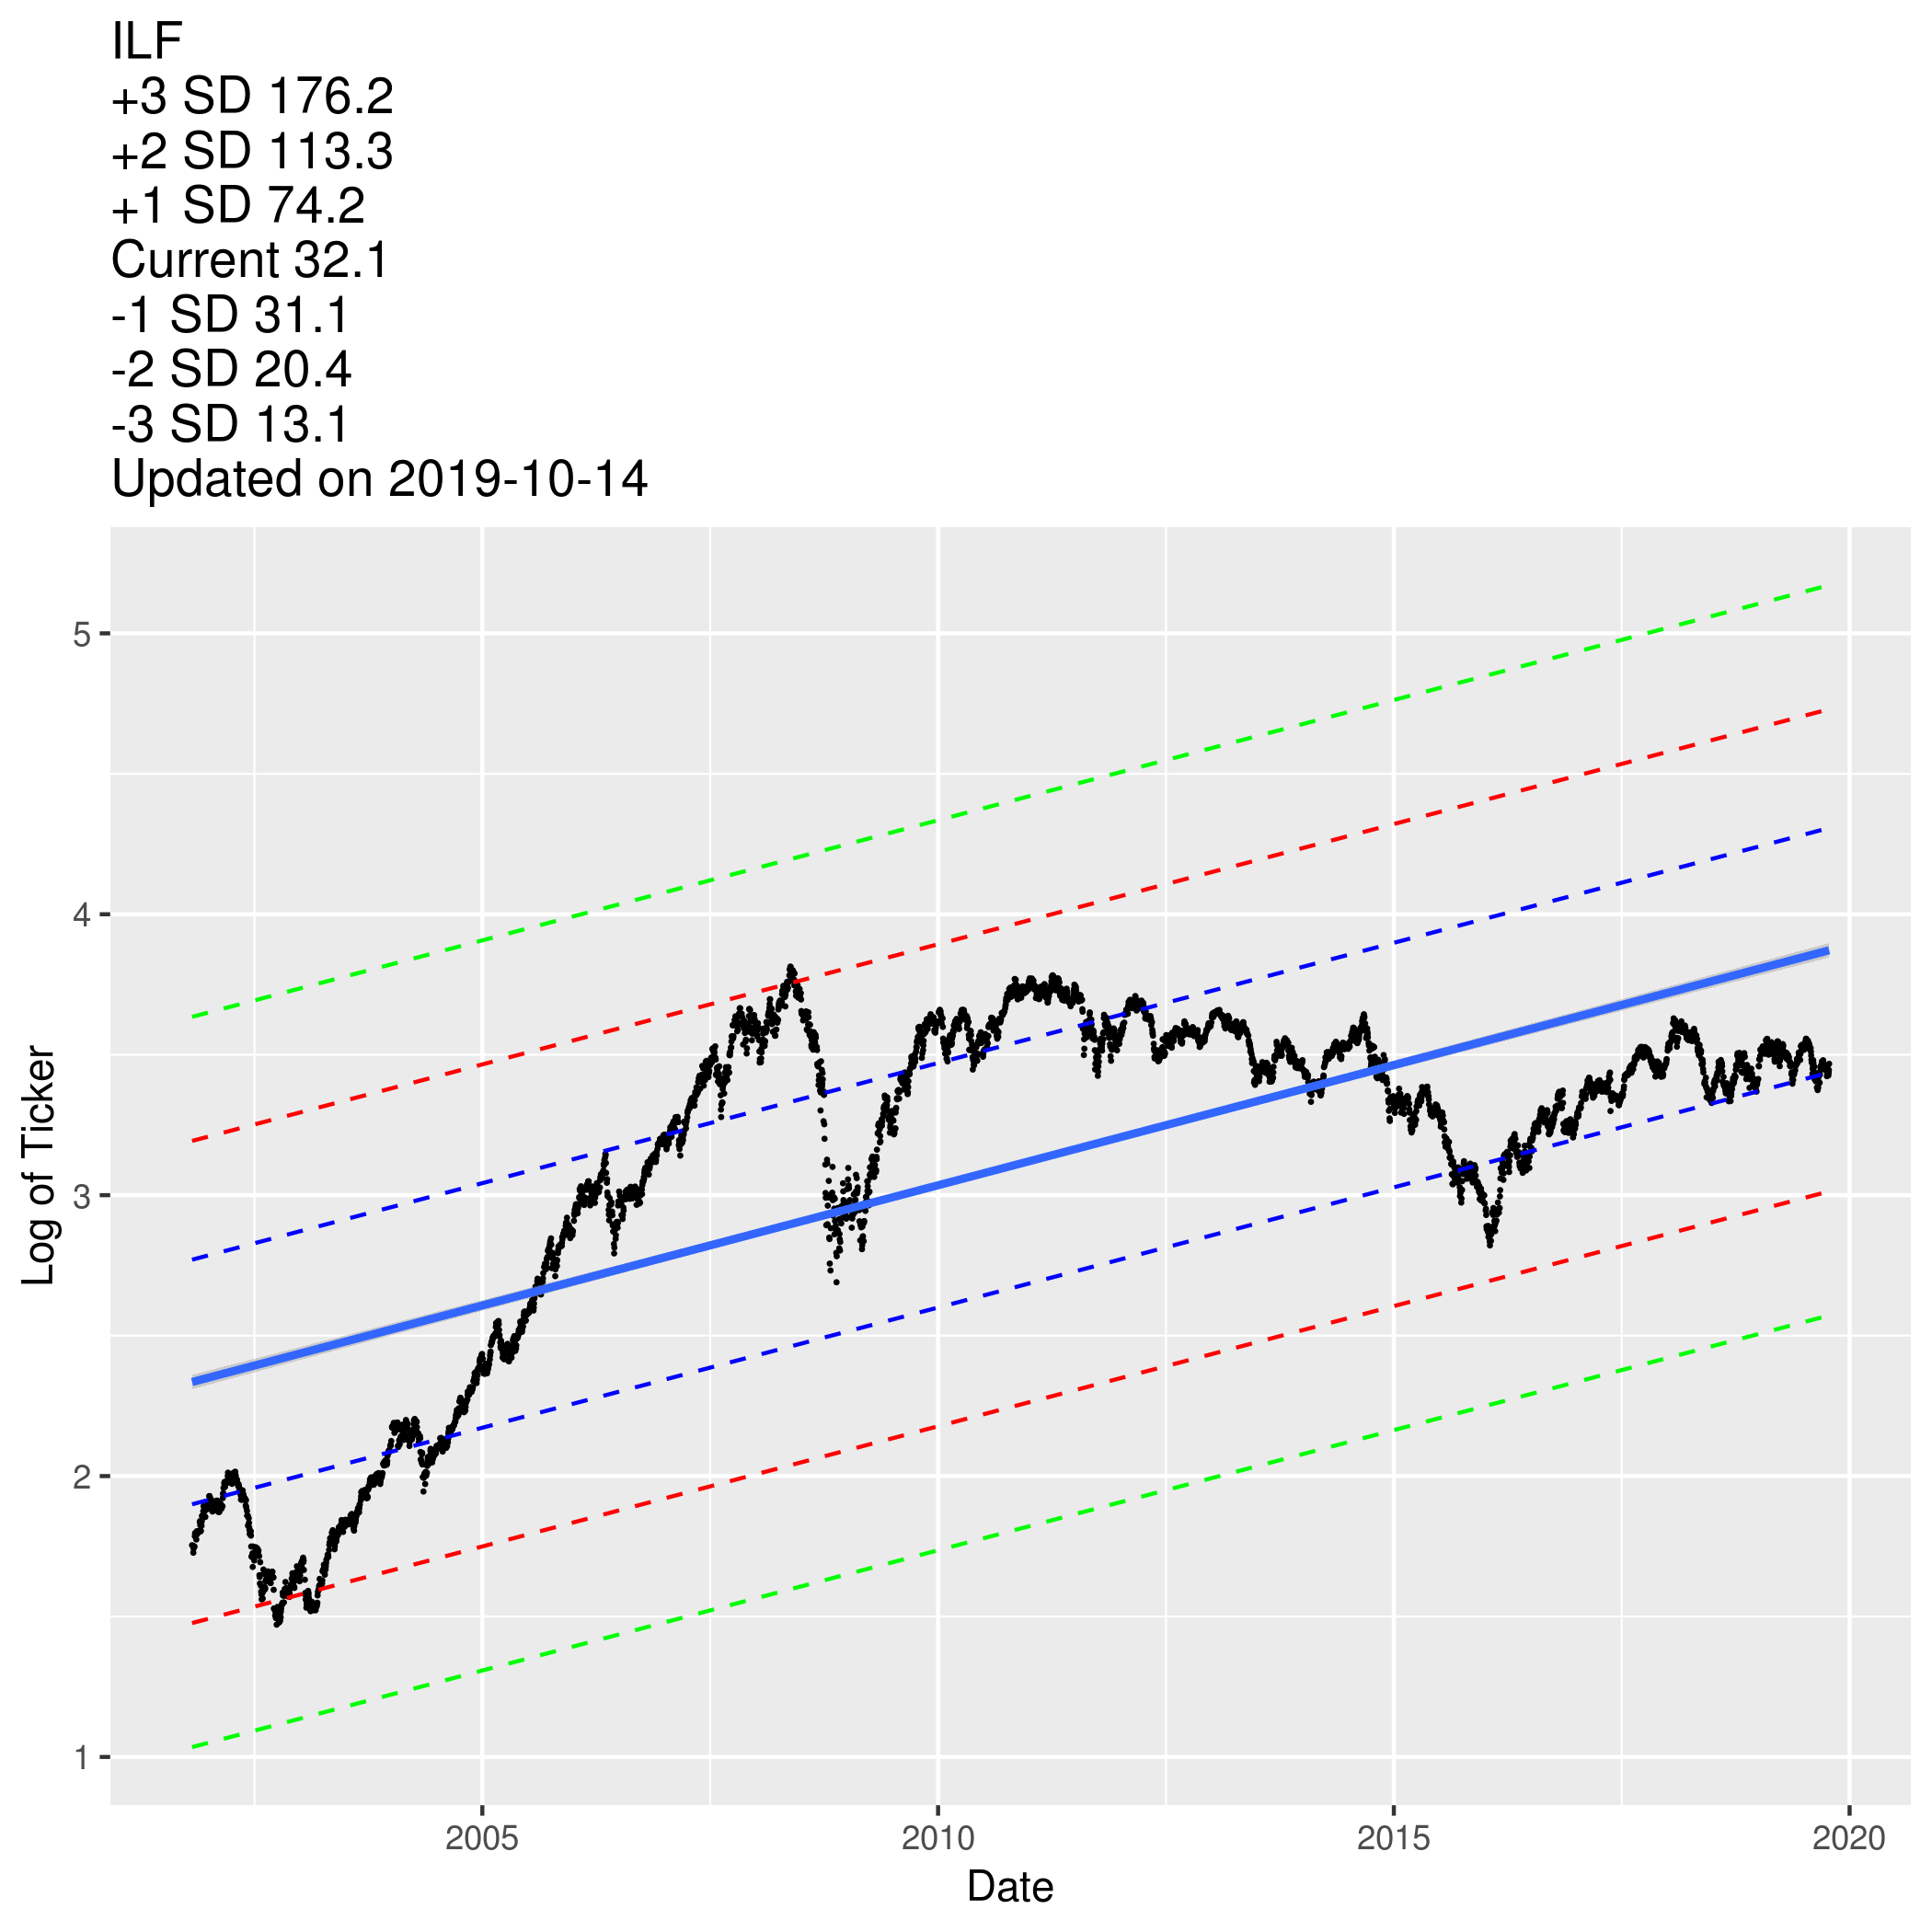 ILF
+3 SD 176.2
+2 SD 113.3
+1 SD 74.2
Current 32.1
-1 SD 31.1
-2 SD 20.4
-3 SD 13.1
Updated on 2019-10-14
Log of Ticker
5
4
3
2
1
2005 2010 2015 2020
Date